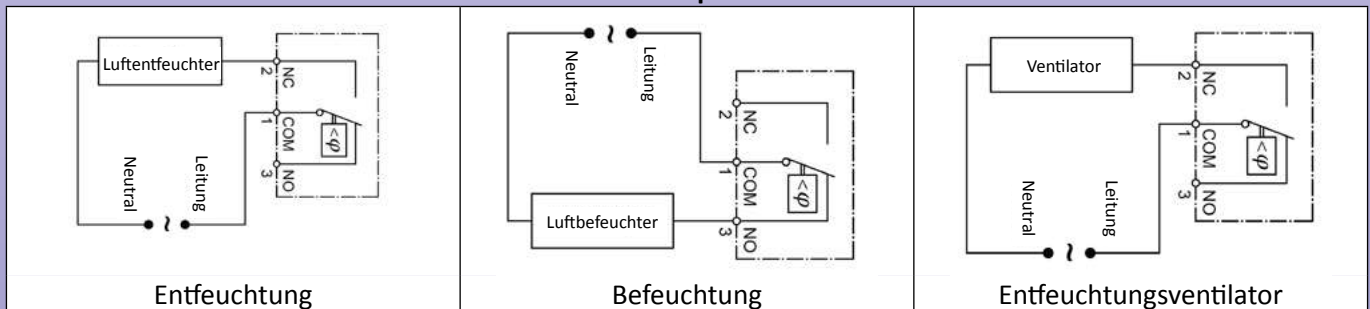 Luftentfeuchter
2
NC
1
COM
<φ
3
NO
Neutral
Leitung
~
Entfeuchtung
Neutral
~
Leitung
2
NC
1
COM
<φ
3
NO
Luftbefeuchter
Befeuchtung
Ventilator
2
NC
1
COM
<φ
3
NO
Neutral
Leitung
~
Entfeuchtungsventilator